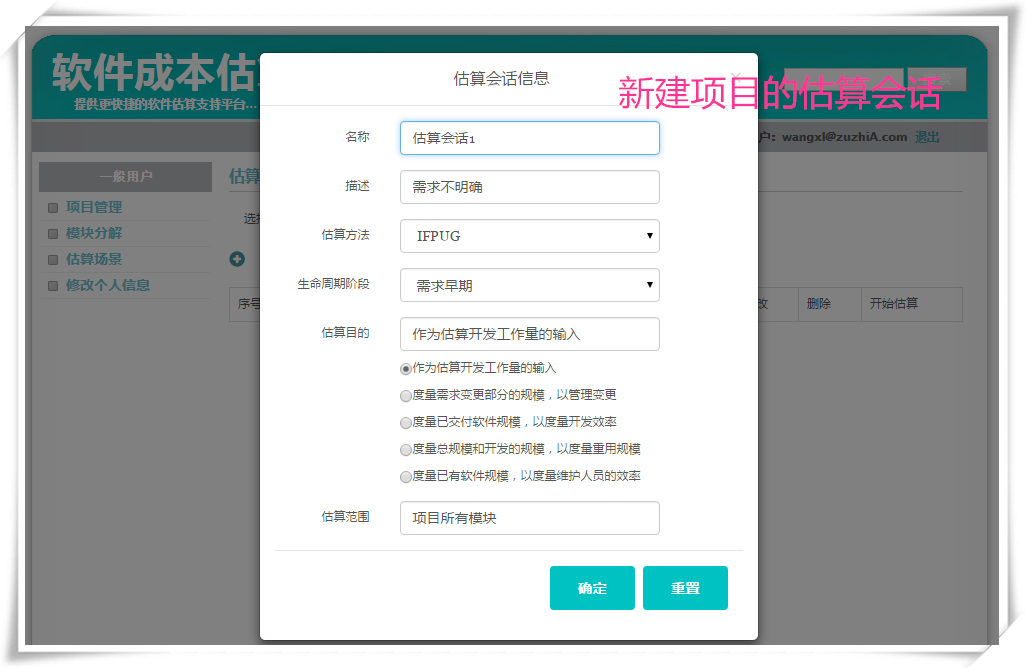 软件成本估
提供更快捷的软件估算支持平台...
估算会话信息
新建项目的估算会话
户: wangxl@zuzhiA.com 退出
一般用户
项目管理
模块分解
估算场景
修改个人信息
估算
选择
序号
改 删除 开始估算
名称 估算会话1
描述 需求不明确
估算方法 IFPUG
生命周期阶段 需求早期
估算目的 作为估算开发工作量的输入
作为估算开发工作量的输入
度量需求变更部分的规模，以管理变更
度量已交付软件规模，以度量开发效率
度量总规模和开发的规模，以度量重用规模
度量已有软件规模，以度量维护人员的效率
估算范围 项目所有模块
确定 重置